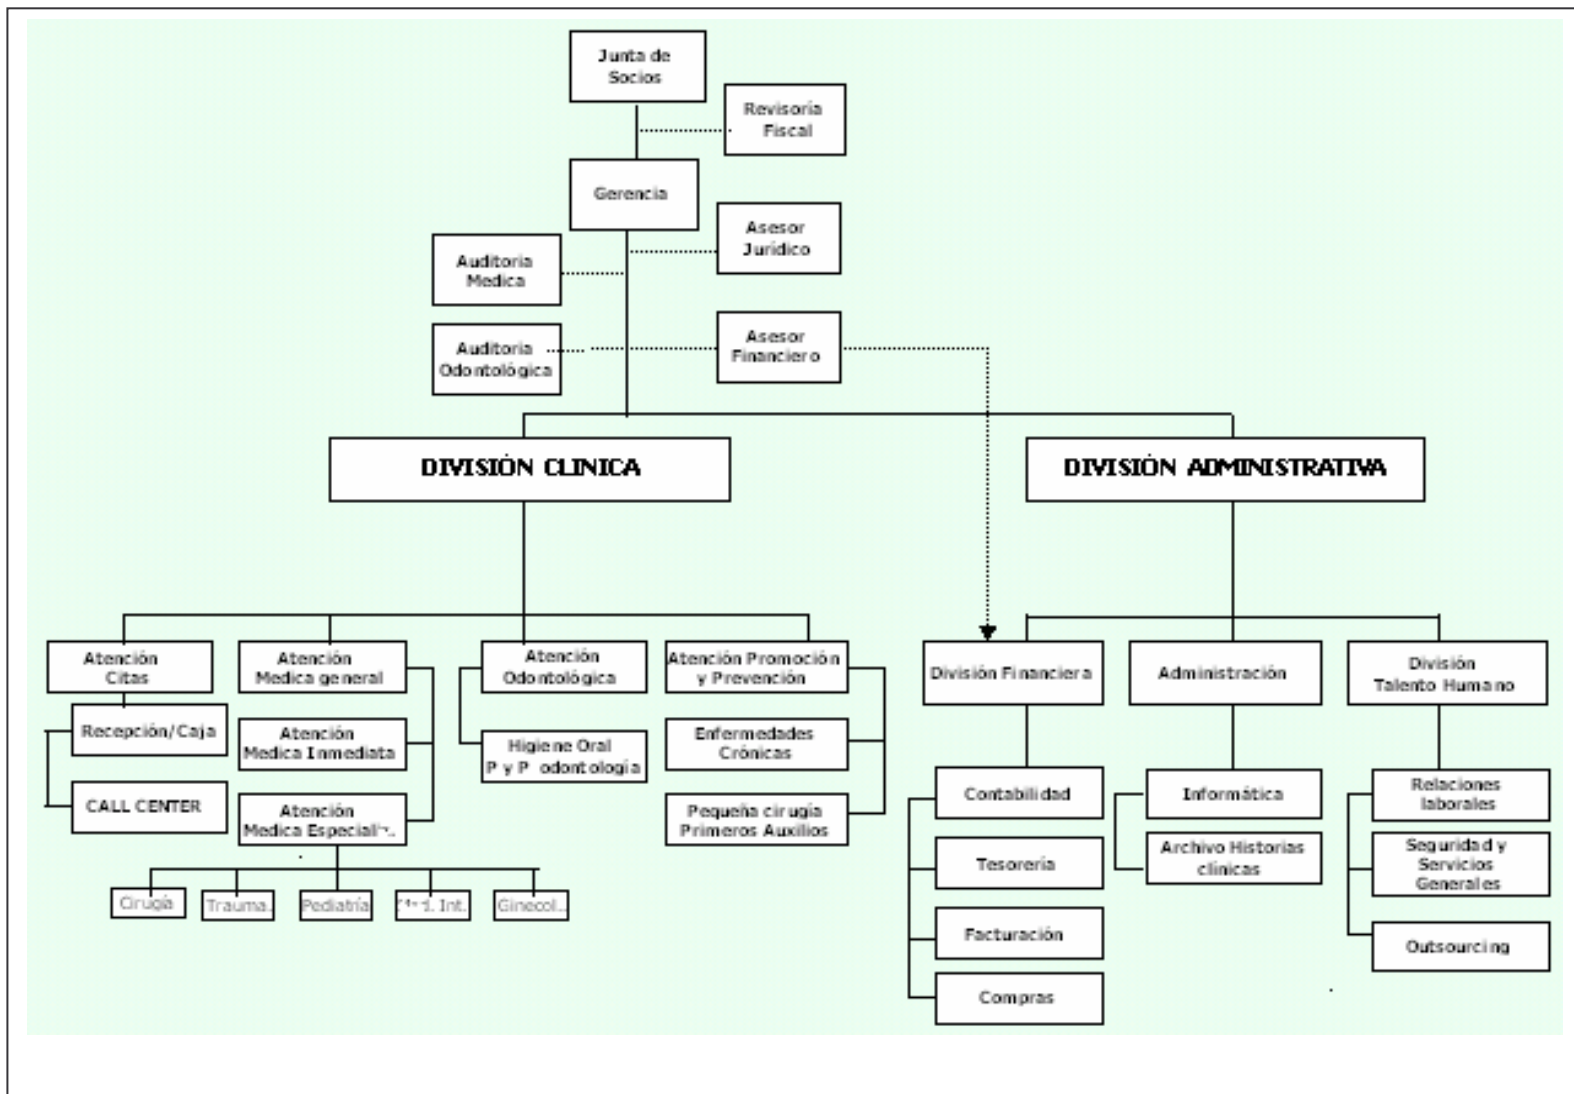 Junta de
Socios
Revisoría
Fiscal
Gerencia
Asesor
Jurídico
Auditoria
Medica
Asesor
Financiero
Auditoria
Odontológica
DIVISIÓN CLINICA
DIVISIÓN ADMINISTRATIVA
Atención
Citas
Atención
Medica general
Atención
Odontológica
Atención Promoción
y Prevención
División Financiera
Administración
División
Talento Humano
Recepción/Caja
Atención
Medica Inmediata
Higiene Oral
P y P odontología
Enfermedades
Crónicas
CALL CENTER
Atención
Medica
Pequeña cirugía
Primeros Auxilios
Contabilidad
Informática
Relaciones
laborales
Tesorería
Archivo Historias
clínicas
Seguridad y
Servicios
Generales
Cirugía
Trauma.
Pediatría
Int.
Ginecol..
Facturación
Outsourcing
Compras